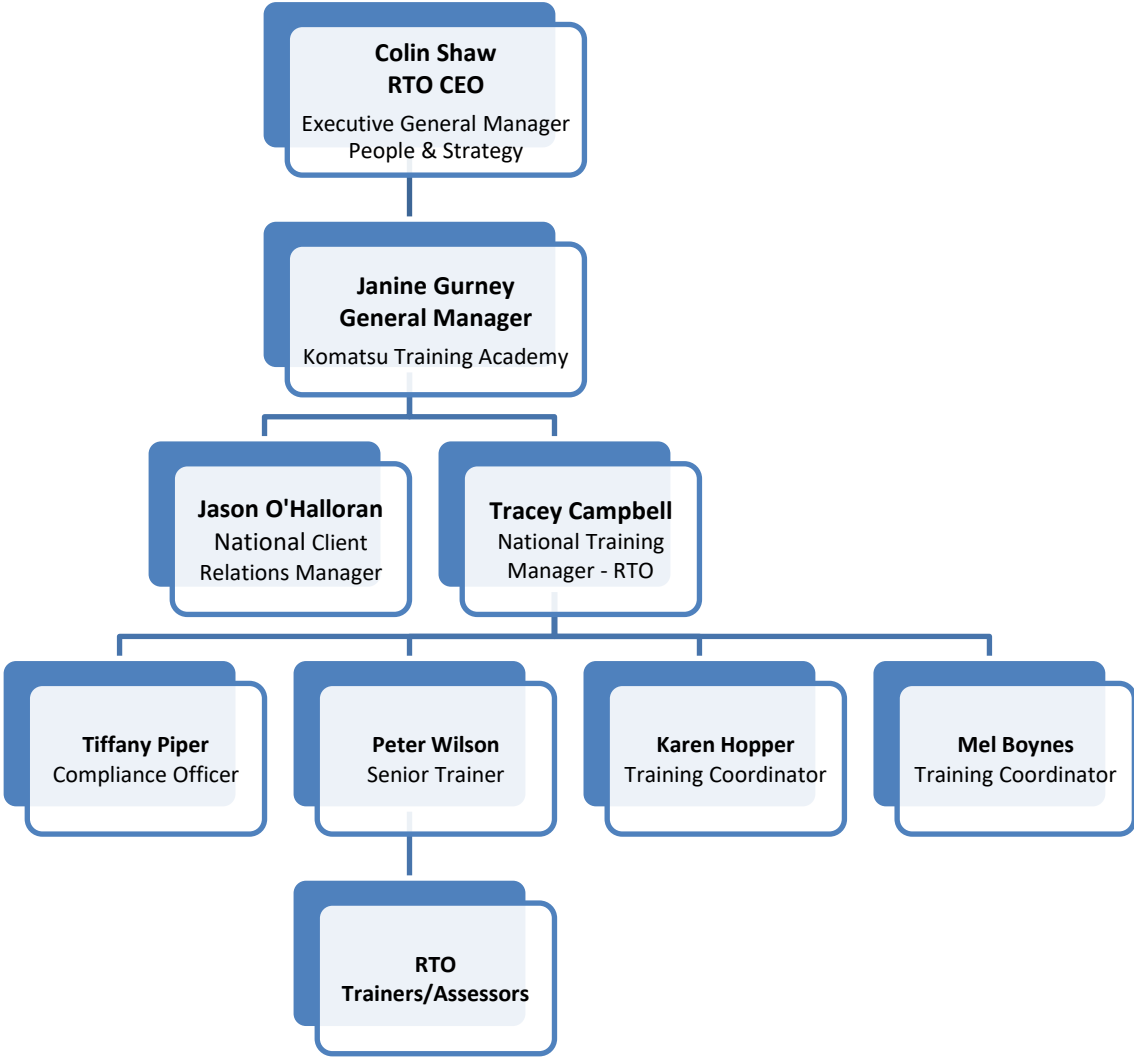 Colin Shaw
RTO CEO
Executive General Manager
People & Strategy
Janine Gurney
General Manager
Komatsu Training Academy
Jason O'Halloran
National Client
Relations Manager
Tracey Campbell
National Training
Manager - RTO
Tiffany Piper
Compliance Officer
Peter Wilson
Senior Trainer
Karen Hopper
Training Coordinator
Mel Boynes
Training Coordinator
RTO
Trainers/Assessors